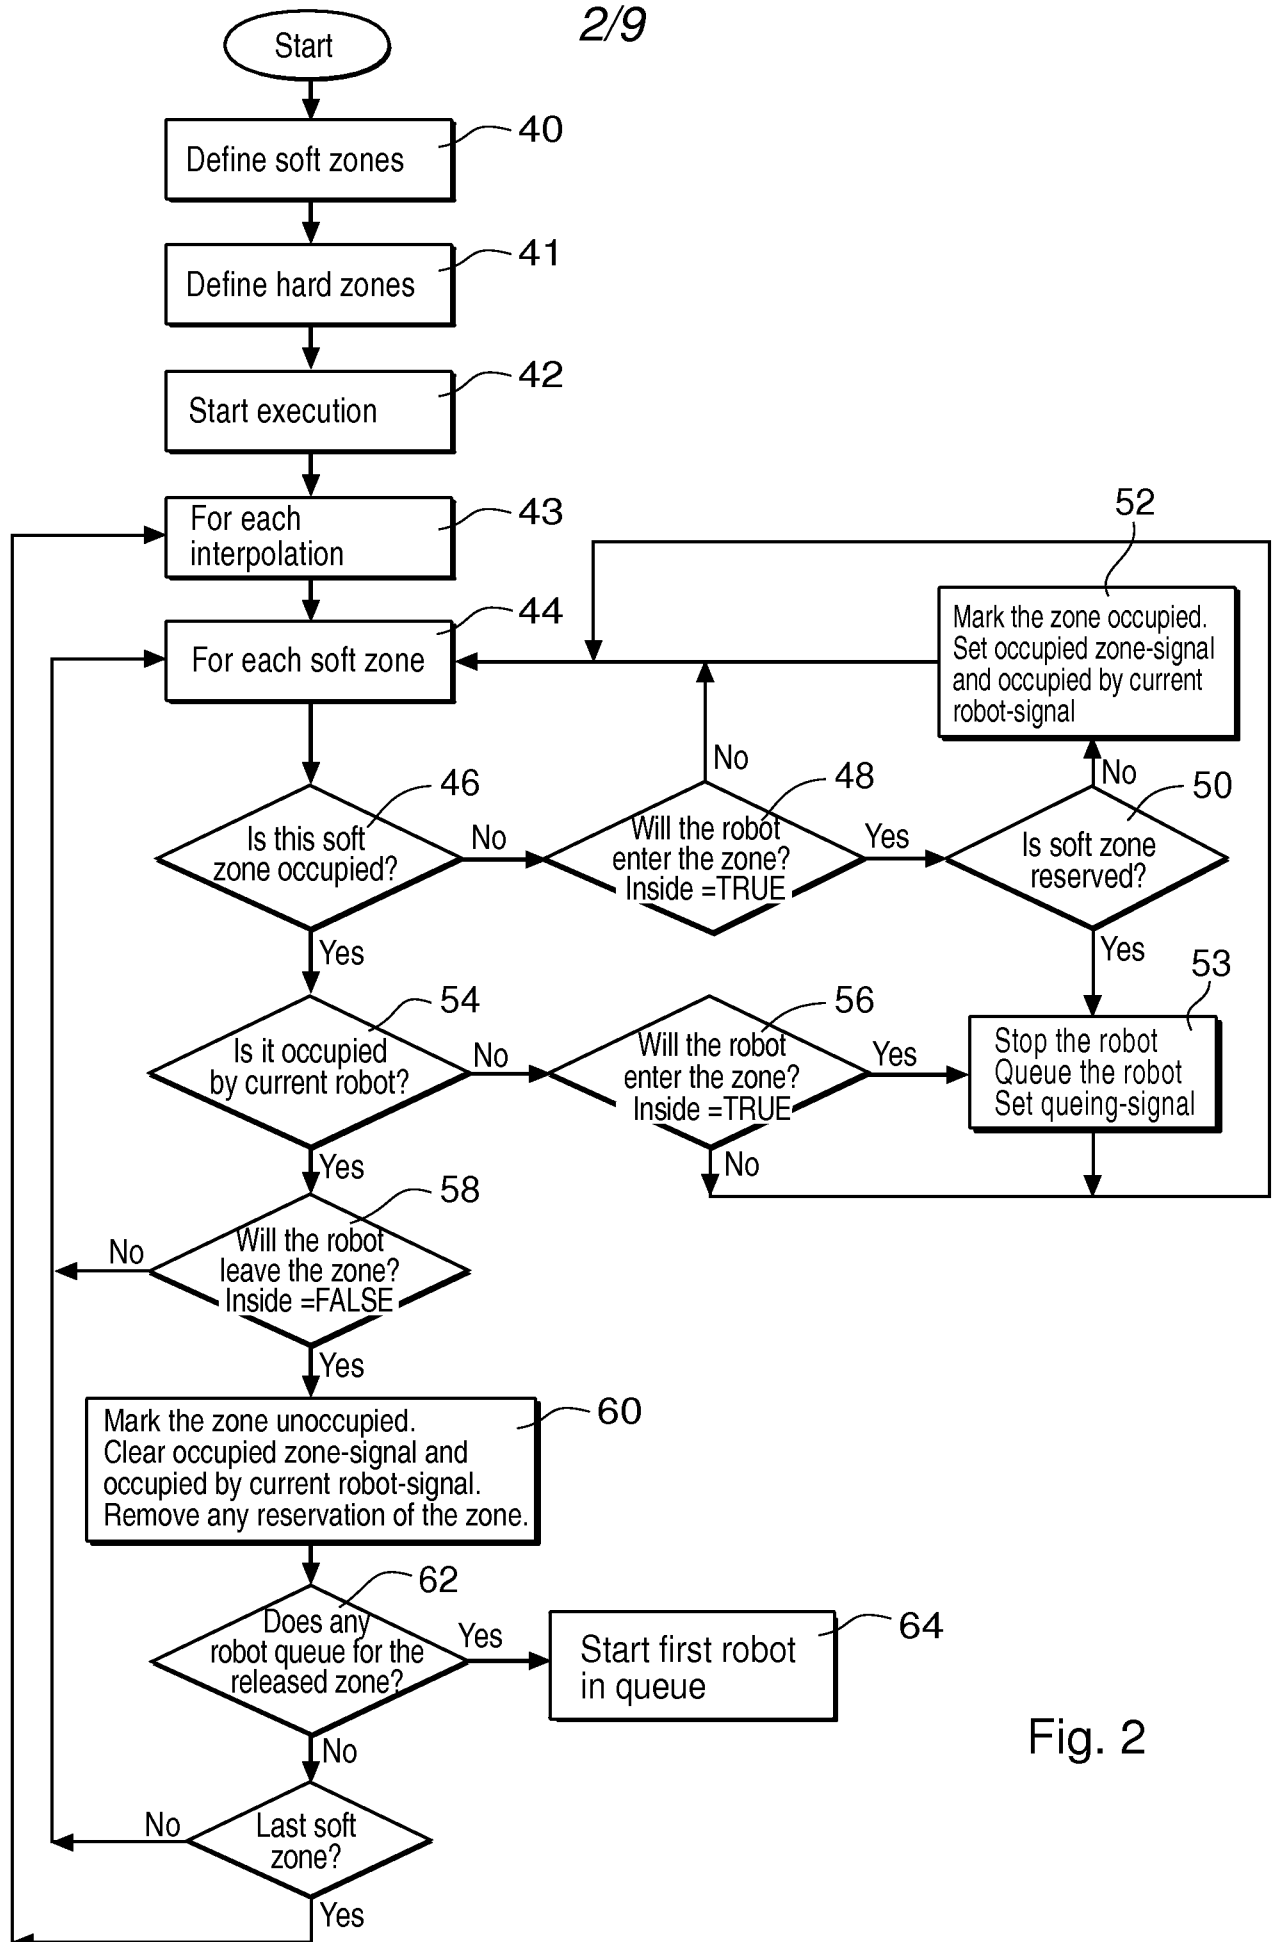 2/9
Start
40
Define soft zones
41
Define hard zones
42
Start execution
43
For each
interpolation
44
For each soft zone
52
Mark the zone occupied.
Set occupied zone-signal
and occupied by current
robot-signal
46
Is this soft
zone occupied?
No
48
Will the robot
enter the zone?
Inside =TRUE
No
Yes
50
Is soft zone
reserved?
No
Yes
Yes
54
Is it occupied
by current robot?
No
56
Will the robot
enter the zone?
Inside =TRUE
Yes
No
53
Stop the robot
Queue the robot
Set queing-signal
Yes
58
Will the robot
leave the zone?
Inside =FALSE
No
Yes
60
Mark the zone unoccupied.
Clear occupied zone-signal and
occupied by current robot-signal.
Remove any reservation of the zone.
62
Does any
robot queue for the
released zone?
Yes
64
Start first robot
in queue
No
Last soft
zone?
No
Yes
Fig. 2